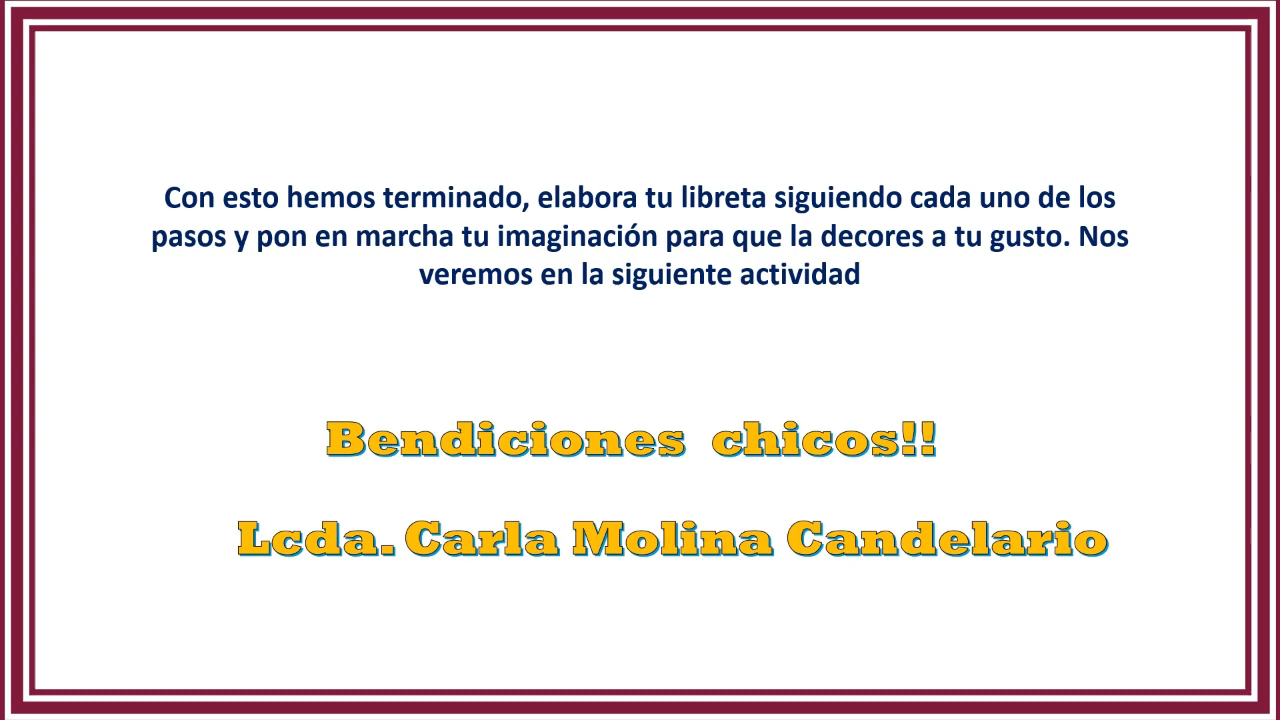 Con esto hemos terminado, elabora tu libreta siguiendo cada uno de los
pasos y pon en marcha tu imaginación para que la decores a tu gusto. Nos
veremos en la siguiente actividad
Bendiciones chicos!!
Lcda. Carla Molina Candelario